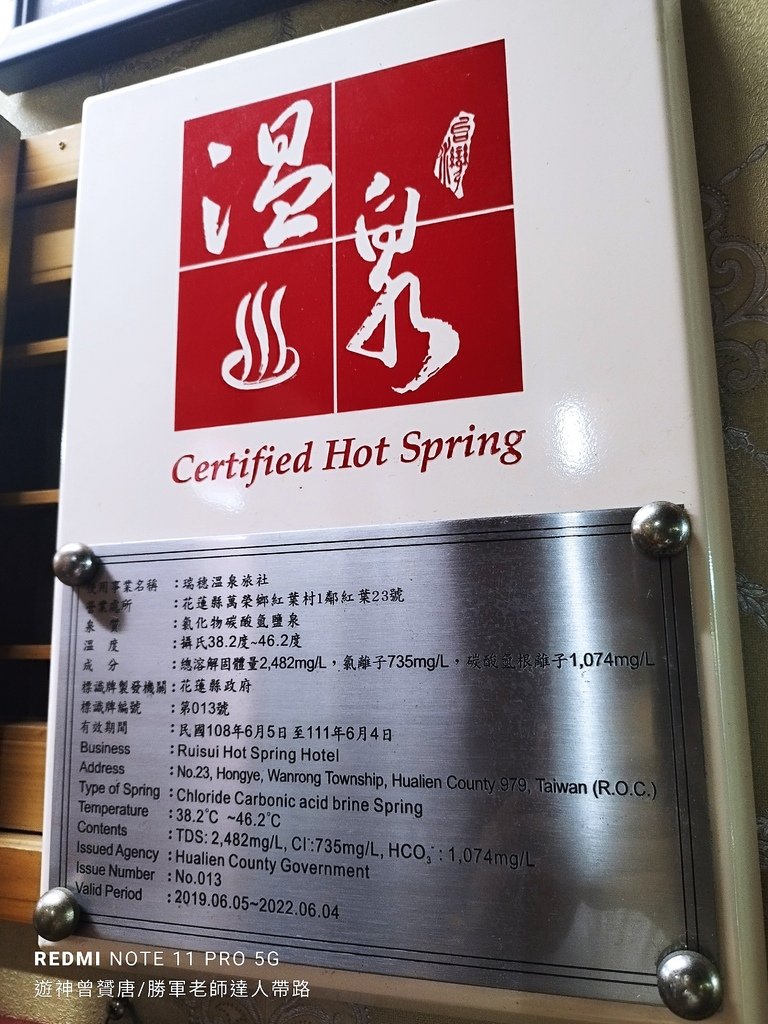 溫泉
台灣
Certified Hot Spring
使用事業名稱：瑞穗溫泉旅社
營業處所：花蓮縣萬榮鄉紅葉村1鄰紅葉23號
泉質：氯化物碳酸氫鹽泉
溫度：攝氏38.2度~46.2度
成分：總溶解固體量2,482mg/L，氯離子735mg/L，碳酸氫根離子1,074mg/L
標識牌製發機關：花蓮縣政府
標識牌編號：第013號
有效期間：民國108年6月5日至111年6月4日
Business : Ruisui Hot Spring Hotel
Address : No.23, Hongye, Wanrong Township, Hualien County 979, Taiwan (R.O.C.)
Type of Spring : Chloride Carbonic acid brine Spring
Temperature : 38.2℃ ~46.2℃
Contents : TDS: 2,482mg/L, Cl⁻:735mg/L, HCO₃⁻: 1,074mg/L
Issued Agency : Hualien County Government
Issue Number : No.013
Valid Period : 2019.06.05~2022.06.04
REDMI NOTE 11 PRO 5G
遊神曾贇唐/勝軍老師達人帶路